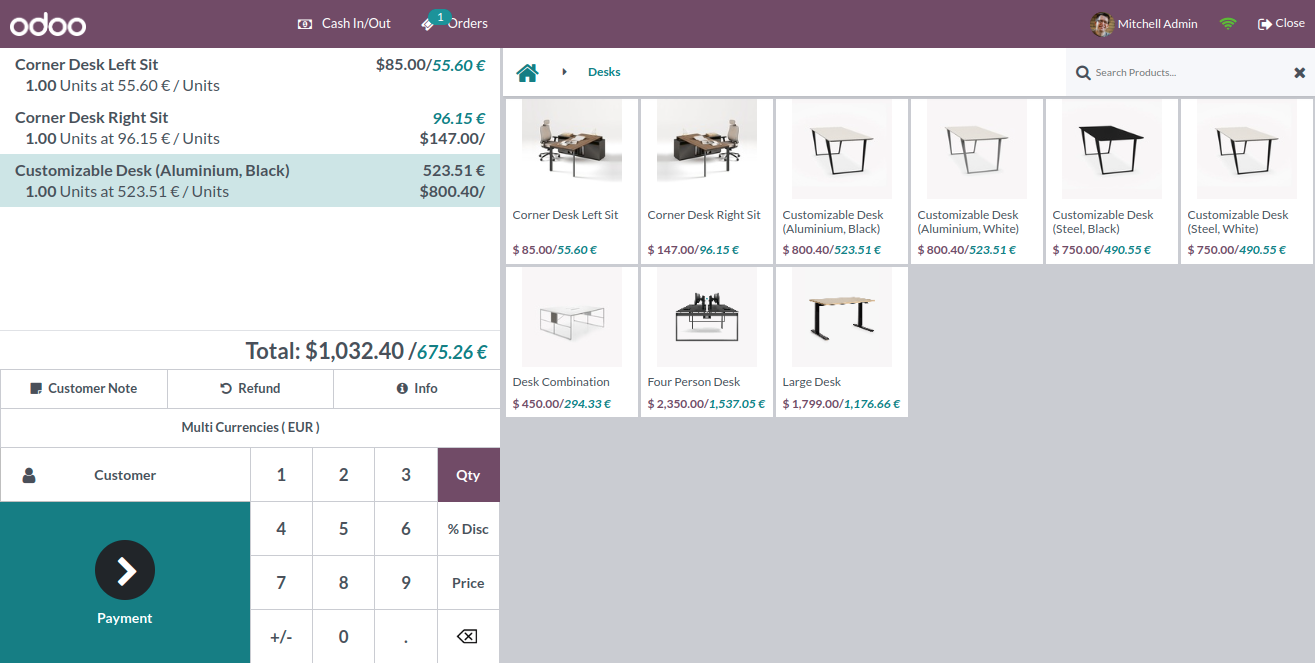 odoo
Cash In/Out
1
Orders
Mitchell Admin
Close
Corner Desk Left Sit $85.00/55.60 €
1.00 Units at 55.60 € / Units
Corner Desk Right Sit 96.15 €
1.00 Units at 96.15 € / Units $147.00/
Customizable Desk (Aluminium, Black) 523.51 €
1.00 Units at 523.51 € / Units $800.40/
Total: $1,032.40 /675.26 €
Customer Note Refund Info
Multi Currencies ( EUR )
Customer
1 2 3 Qty
4 5 6 % Disc
7 8 9 Price
+/- 0 .
Payment
Desks
Search Products...
Corner Desk Left Sit
$ 85.00/55.60 €
Corner Desk Right Sit
$ 147.00/96.15 €
Customizable Desk
(Aluminium, Black)
$ 800.40/523.51 €
Customizable Desk
(Aluminium, White)
$ 800.40/523.51 €
Customizable Desk
(Steel, Black)
$ 750.00/490.55 €
Customizable Desk
(Steel, White)
$ 750.00/490.55 €
Desk Combination
$ 450.00/294.33 €
Four Person Desk
$ 2,350.00/1,537.05 €
Large Desk
$ 1,799.00/1,176.66 €